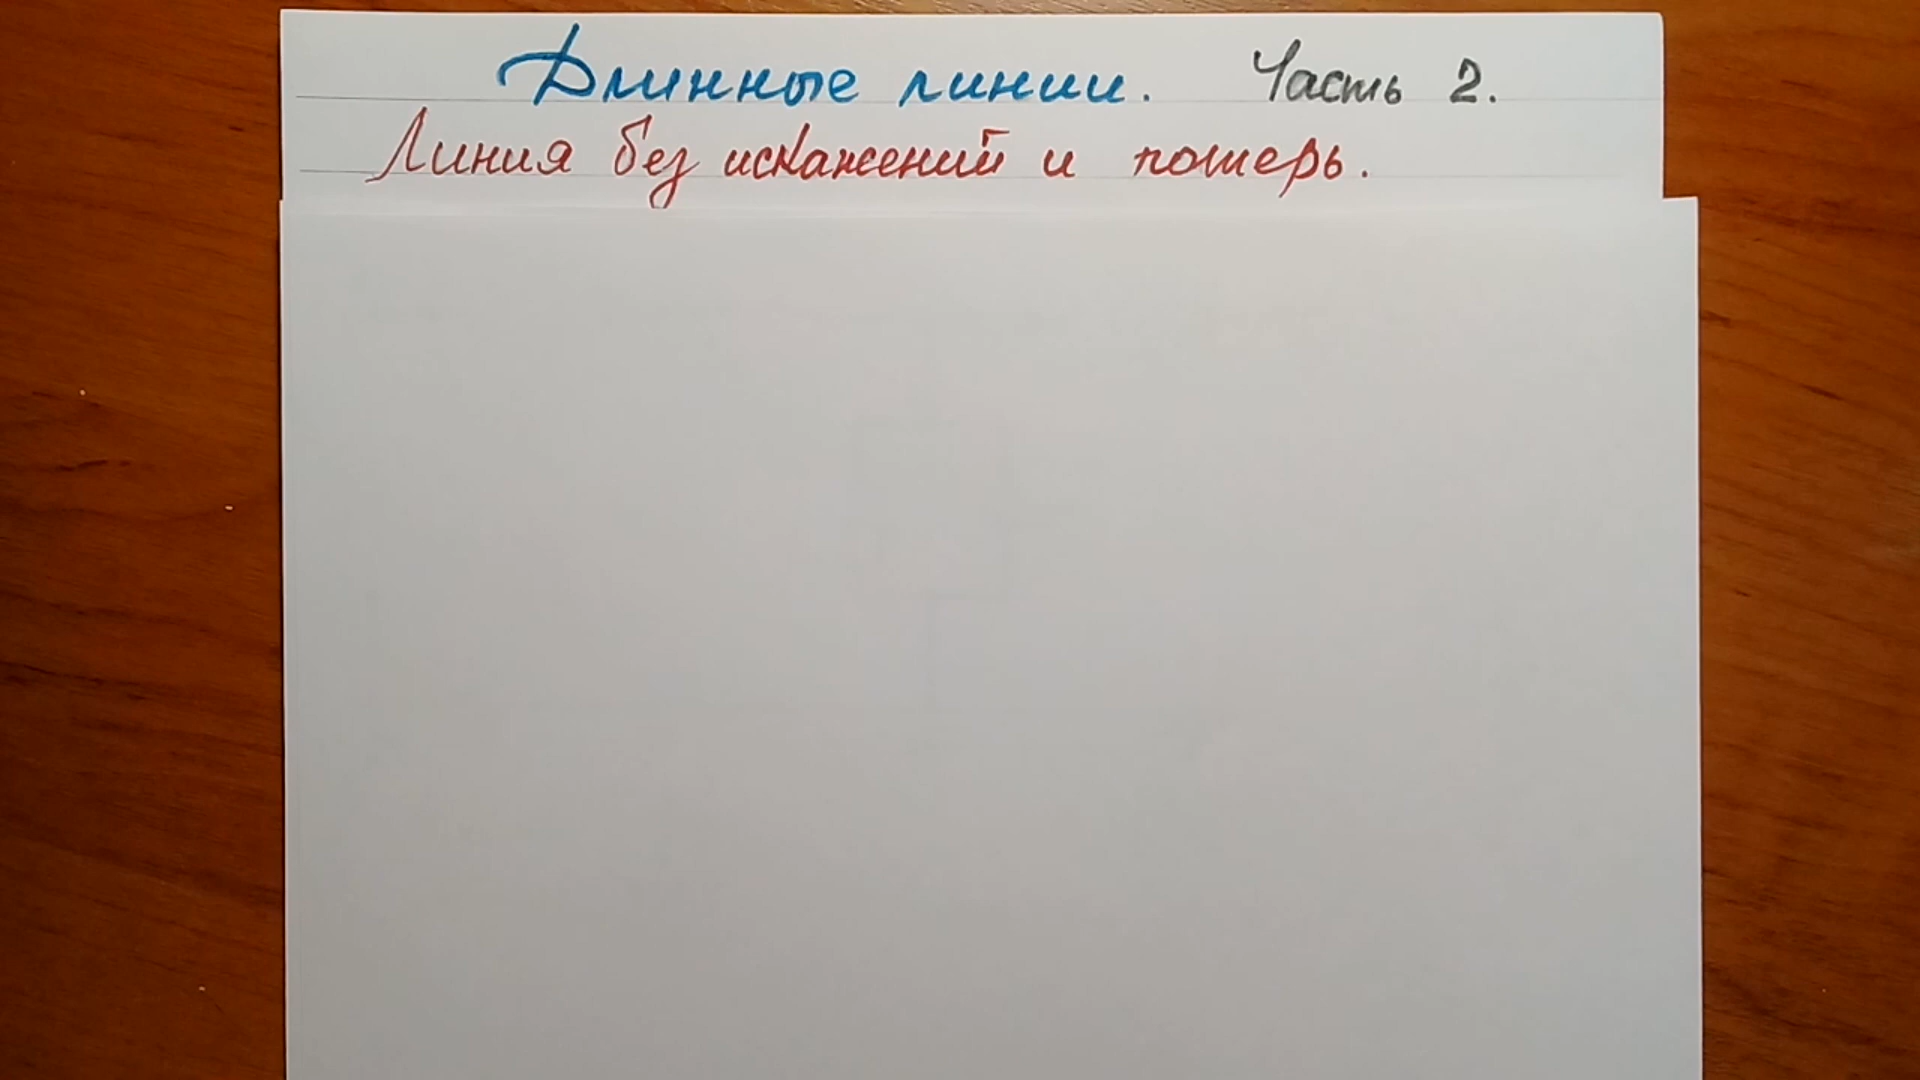 Длинные линии. Часть 2.
Линия без искажений и потерь.